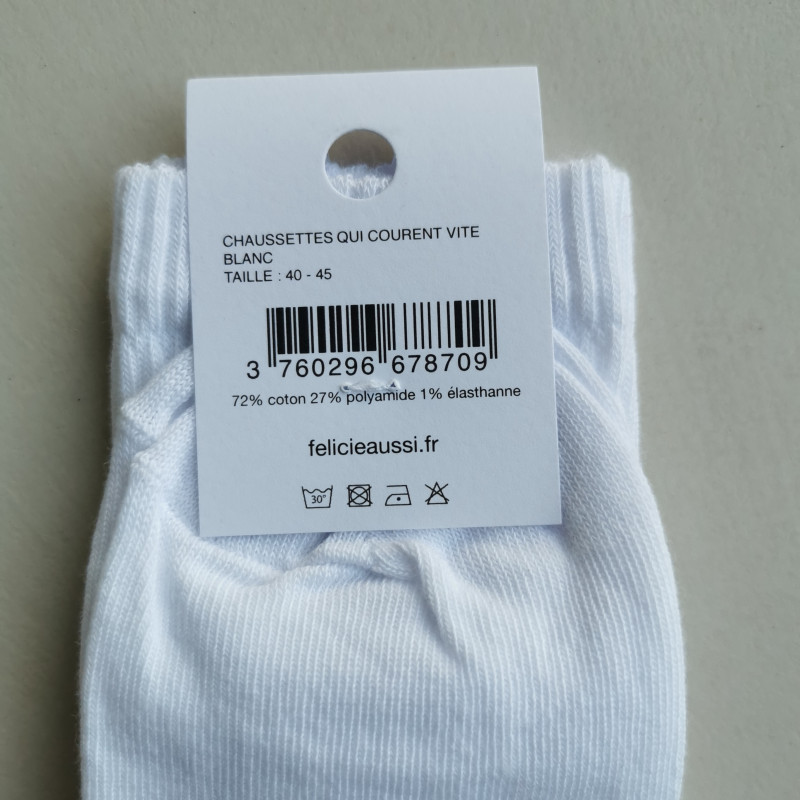 CHAUSSETTES QUI COURENT VITE
BLANC
TAILLE : 40 - 45
3 760296 678709
72% coton 27% polyamide 1% élasthanne
felicieaussi.fr
30°